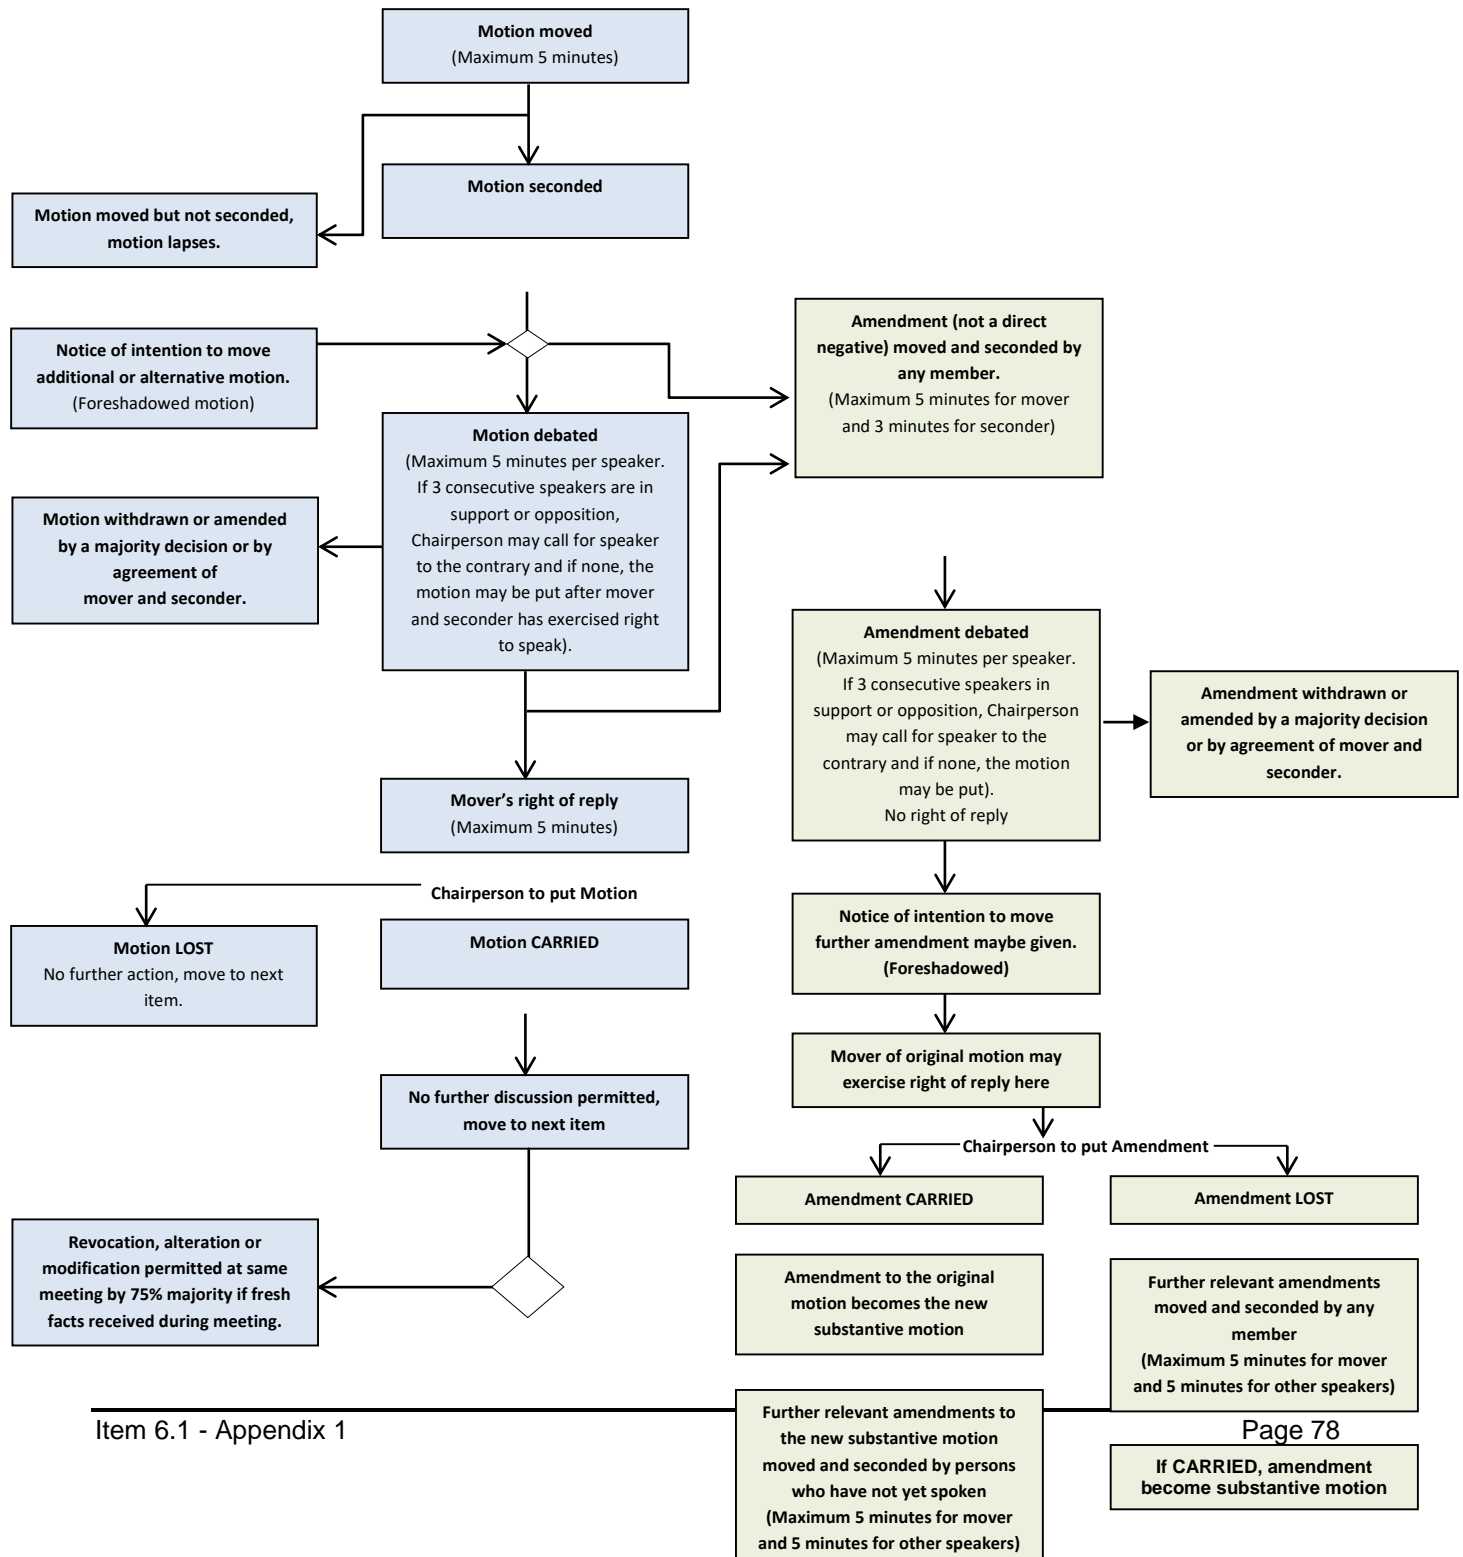 Motion moved
(Maximum 5 minutes)
Motion seconded
Motion moved but not seconded,
motion lapses.
Notice of intention to move
additional or alternative motion.
(Foreshadowed motion)
Amendment (not a direct
negative) moved and seconded by
any member.
(Maximum 5 minutes for mover
and 3 minutes for seconder)
Motion debated
(Maximum 5 minutes per speaker.
If 3 consecutive speakers are in
support or opposition,
Chairperson may call for speaker
to the contrary and if none, the
motion may be put after mover
and seconder has exercised right
to speak).
Motion withdrawn or amended
by a majority decision or by
agreement of
mover and seconder.
Amendment debated
(Maximum 5 minutes per speaker.
If 3 consecutive speakers in
support or opposition, Chairperson
may call for speaker to the
contrary and if none, the motion
may be put).
No right of reply
Amendment withdrawn or
amended by a majority decision
or by agreement of mover and
seconder.
Mover’s right of reply
(Maximum 5 minutes)
Chairperson to put Motion
Motion LOST
No further action, move to next
item.
Motion CARRIED
Notice of intention to move
further amendment maybe given.
(Foreshadowed)
Mover of original motion may
exercise right of reply here
No further discussion permitted,
move to next item
Chairperson to put Amendment
Amendment CARRIED
Amendment LOST
Revocation, alteration or
modification permitted at same
meeting by 75% majority if fresh
facts received during meeting.
Amendment to the original
motion becomes the new
substantive motion
Further relevant amendments
moved and seconded by any
member
(Maximum 5 minutes for mover
and 5 minutes for other speakers)
Further relevant amendments to
the new substantive motion
moved and seconded by persons
who have not yet spoken
(Maximum 5 minutes for mover
and 5 minutes for other speakers)
If CARRIED, amendment
become substantive motion
Item 6.1 - Appendix 1
Page 78